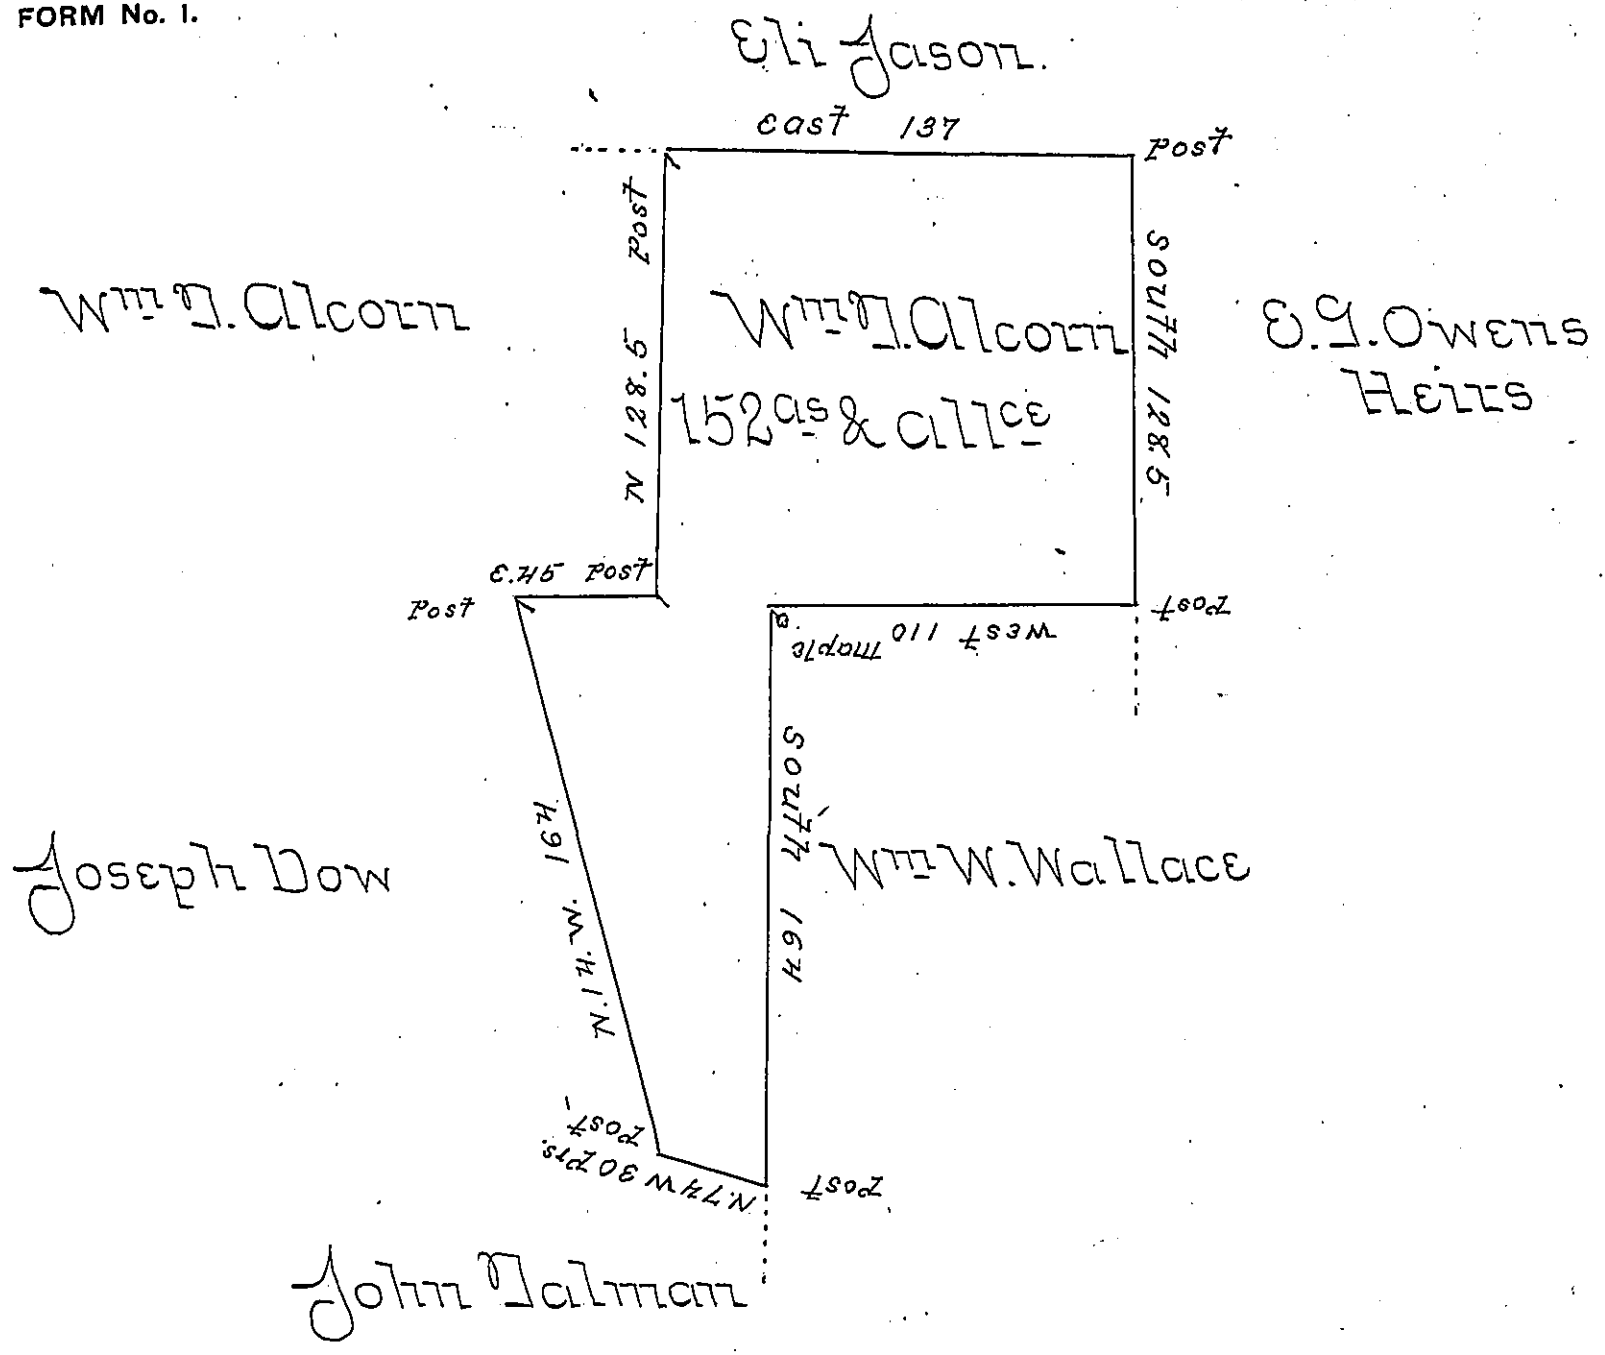 FORM No. 1.
Eli Jason.
East 137
Post
Post
N 128.5
South 128.5
Wm T. Alcorn
Wm T. Alcorn
152as & allce
E.G. Owens
Heirs
E.45 Post
Post
Post
West 110
Maple
South 164
N.14.W. 164
Joseph Dow
Wm W. Wallace
Post
N.74W 30 prs.
Post
John Talman